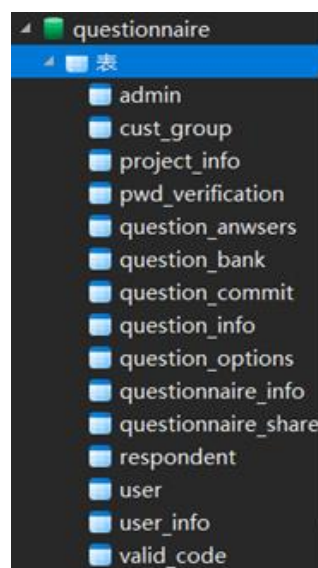 questionnaire
表
admin
cust_group
project_info
pwd_verification
question_anwsers
question_bank
question_commit
question_info
question_options
questionnaire_info
questionnaire_share
respondent
user
user_info
valid_code